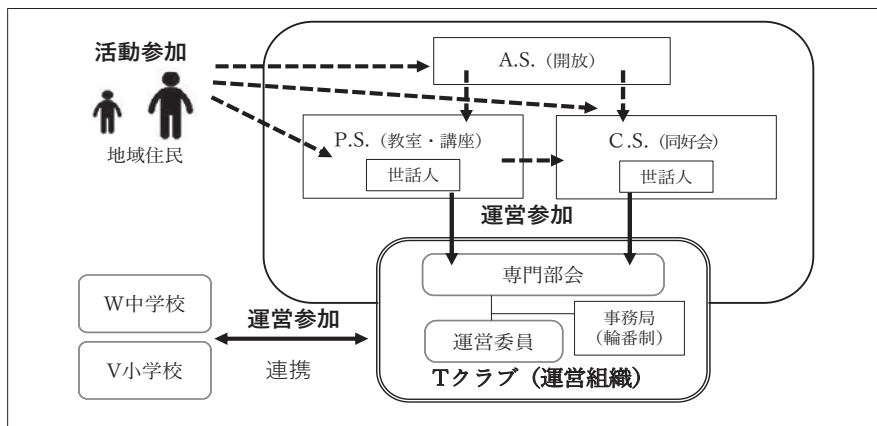 活動参加
地域住民
A.S.（開放）
P.S.（教室・講座）
世話人
C.S.（同好会）
世話人
運営参加
専門部会
運営委員
事務局
（輪番制）
Tクラブ（運営組織）
W中学校
V小学校
運営参加
連携